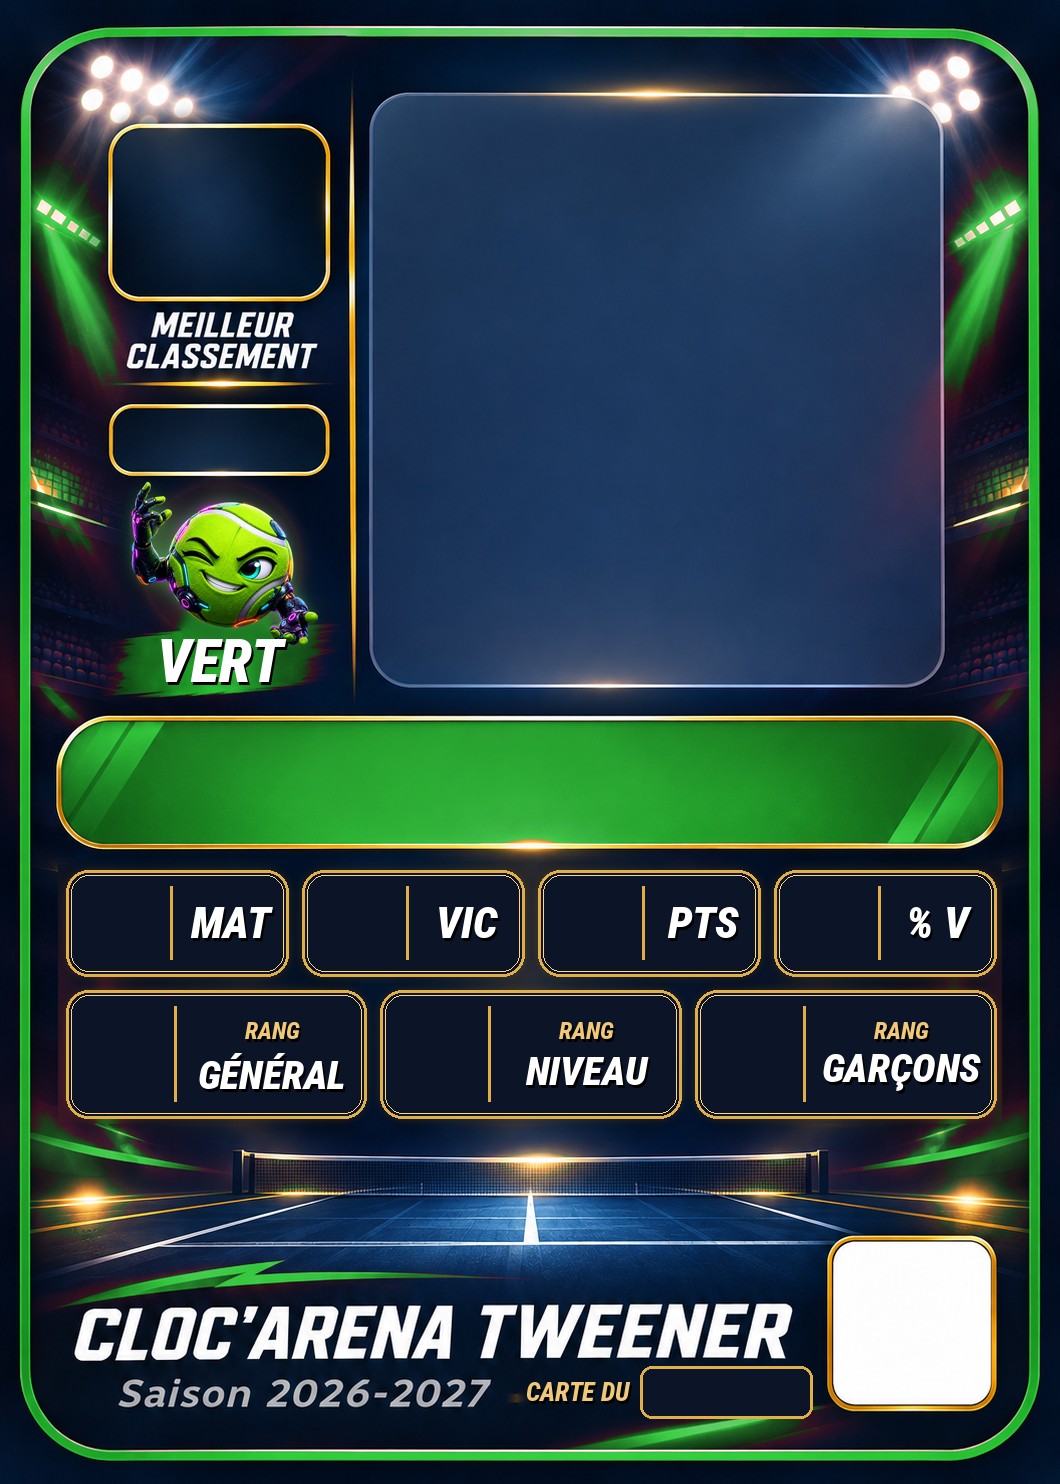 MEILLEUR
CLASSEMENT
VERT
MAT
VIC
PTS
% V
RANG
GÉNÉRAL
RANG
NIVEAU
RANG
GARÇONS
CLOC'ARENA TWEENER
Saison 2026-2027
CARTE DU